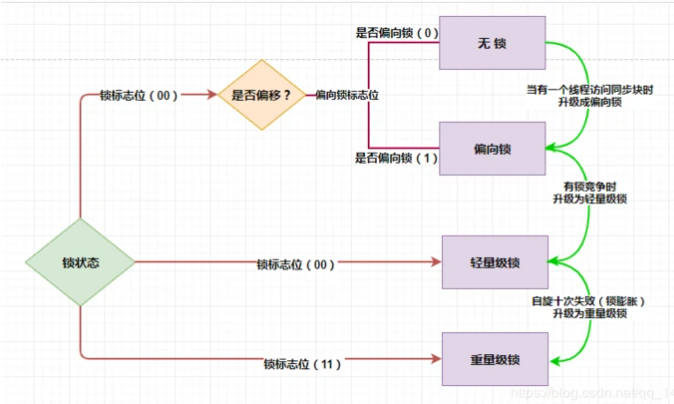 是否偏向锁（0）
无 锁
锁标志位（00）
是否偏移？
偏向锁标志位
当有一个线程访问同步块时
升级成偏向锁
是否偏向锁（1）
偏向锁
有锁竞争时
升级为轻量级锁
锁状态
锁标志位（00）
轻量级锁
自旋十次失败（锁膨胀）
升级为重量级锁
锁标志位（11）
重量级锁
https://blog.csdn.net/qq_14